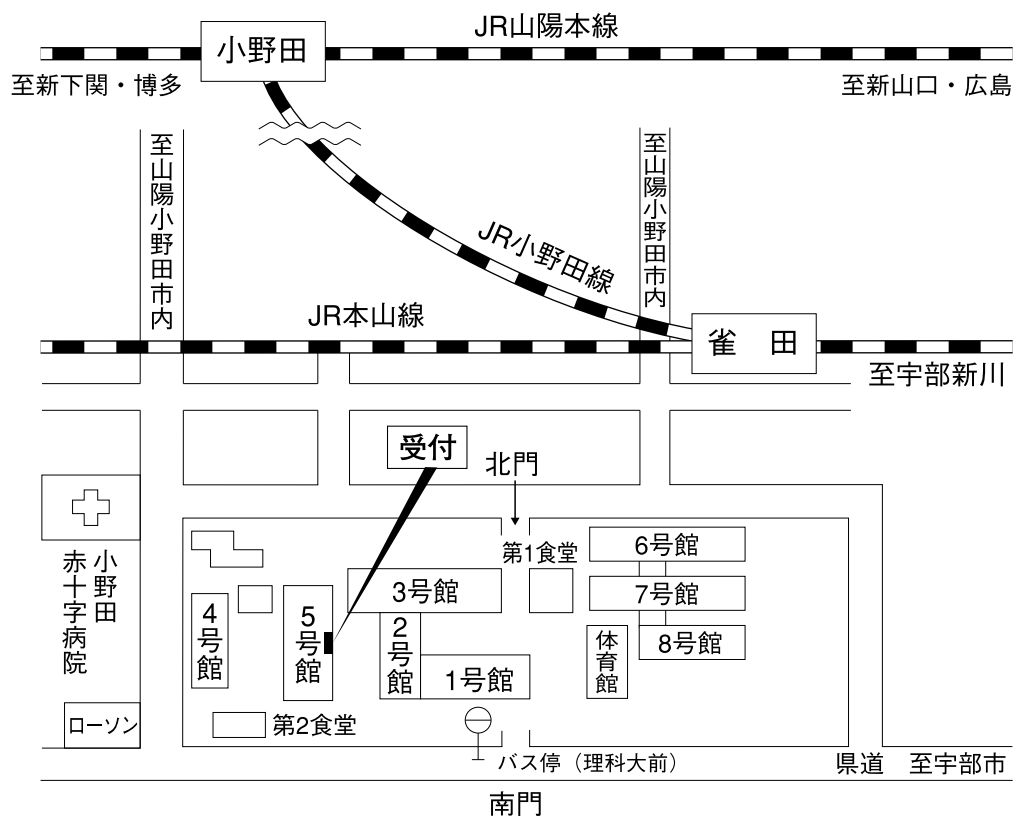 JR山陽本線
小野田
至新下関・博多
至新山口・広島
至山陽小野田市内
至山陽小野田市内
JR小野田線
JR本山線
雀　田
至宇部新川
受付
北門
第1食堂
6号館
3号館
7号館
小野田
赤十字病院
4号館
5号館
2号館
体育館
8号館
1号館
ローソン
第2食堂
バス停（理科大前）
県道
至宇部市
南門